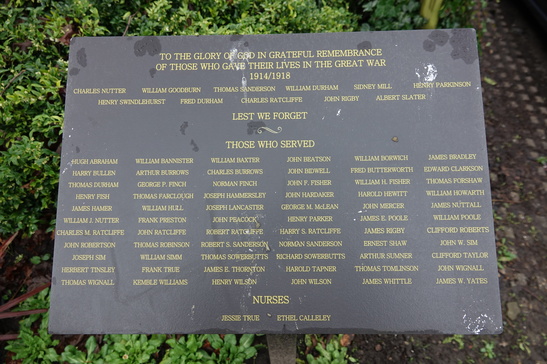 TO THE GLORY OF GOD IN GRATEFUL REMEMBRANCE
OF THOSE WHO GAVE THEIR LIVES IN THE GREAT WAR
1914/1918
CHARLES NUTTER WILLIAM GOODBURN THOMAS SANDERSON WILLIAM DURHAM SIDNEY MILL HENRY PARKINSON
HENRY SWINDLEHURST FRED DURHAM CHARLES RATCLIFFE JOHN RIGBY ALBERT SLATER
LEST WE FORGET
THOSE WHO SERVED
HUGH ABRAHAM WILLIAM BANNISTER WILLIAM BAXTER JOHN BEATSON WILLIAM BORWICH JAMES BRADLEY
HARRY BULLEN ARTHUR BURROWS CHARLES BURROWS JOHN BIDWELL FRED BUTTERWORTH EDWARD CLARKSON
THOMAS DURHAM GEORGE P. FINCH NORMAN FINCH JOHN F. FISHER WILLIAM H. FISHER THOMAS FORSHAW
HENRY FISH THOMAS FAIRCLOUGH JOSEPH HAMMERSLEY JOHN HARDAKER HAROLD HEWITT WILLIAM HOWARTH
JAMES HAMER WILLIAM HULL JOSEPH LANCASTER GEORGE M. McLEAN JOHN MERCER JAMES NUTTALL
WILLIAM J. NUTTER FRANK PRESTON JOHN PEACOCK HENRY PARKER JAMES E. POOLE WILLIAM POOLE
CHARLES M. RATCLIFFE JOHN RATCLIFFE ROBERT RATCLIFFE HARRY S. RATCLIFFE JAMES RIGBY CLIFFORD ROBERTS
JOHN ROBERTSON THOMAS ROBINSON ROBERT S. SANDERSON NORMAN SANDERSON ERNEST SHAW JOHN W. SIM
JOSEPH SIM WILLIAM SIMM THOMAS SOWERBUTTS RICHARD SOWERBUTTS ARTHUR SUMNER CLIFFORD TAYLOR
HERBERT TINSLEY FRANK TRUE JAMES E. THORNTON HAROLD TAPNER THOMAS TOMLINSON JOHN WIGNALL
THOMAS WIGNALL KEMBLE WILLIAMS HENRY WILSON JOHN WILSON JAMES WHITTLE JAMES W. YATES
NURSES
JESSIE TRUE ETHEL CALLELEY